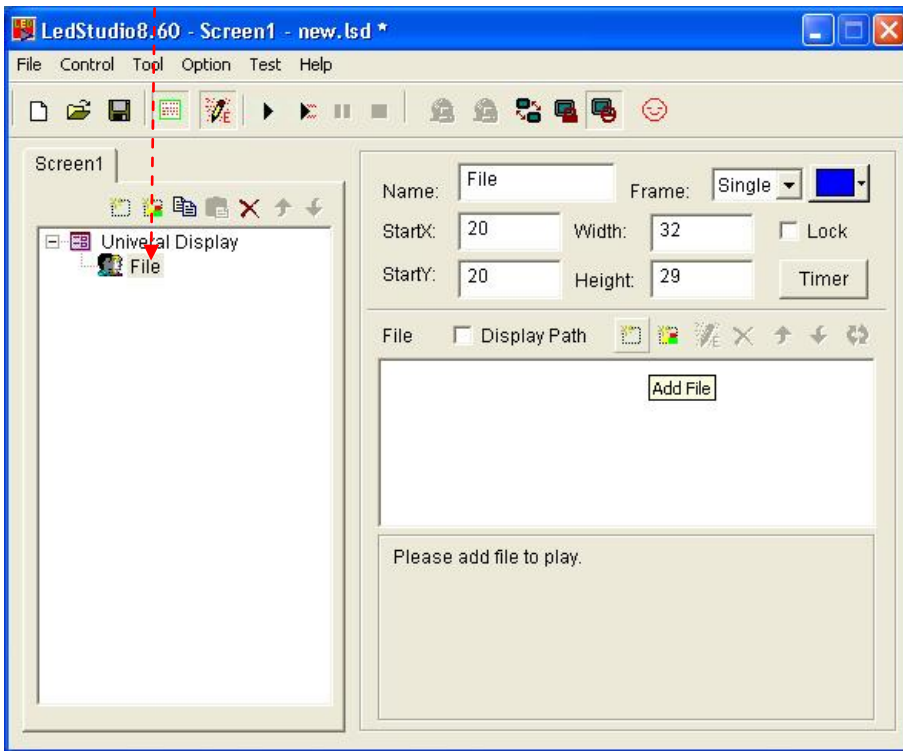 LedStudio8.60 - Screen1 - new.lsd *
File Control Tool Option Test Help
Screen1
Univeral Display
File
Name: File Frame: Single
StartX: 20 Width: 32 Lock
StartY: 20 Height: 29 Timer
File Display Path
Add File
Please add file to play.